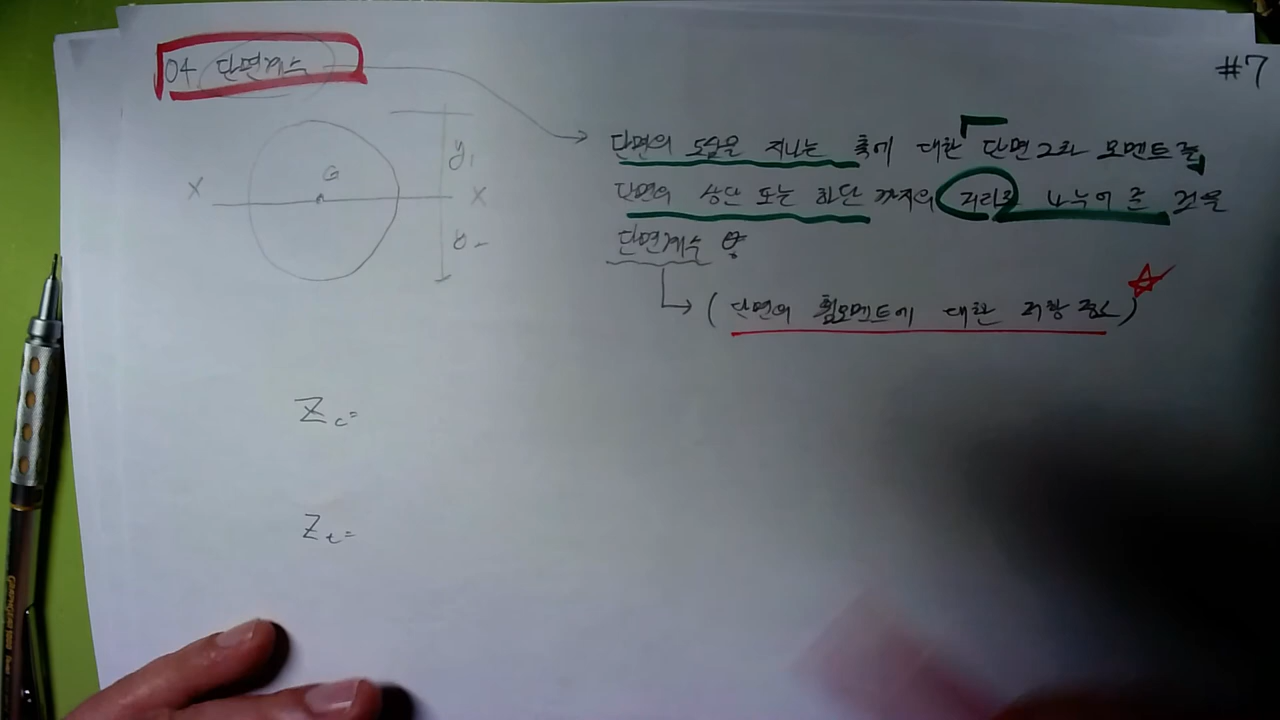 #7
04 단면계수
y₁
G
X X
y₂
단면의 도심을 지나는 축에 대한 단면2차 모멘트를
단면의 상단 또는 하단 까지의 거리로 나누어 준 것을
단면계수
(단면의 휨모멘트에 대한 저항 정도)
Zc=
Zt=